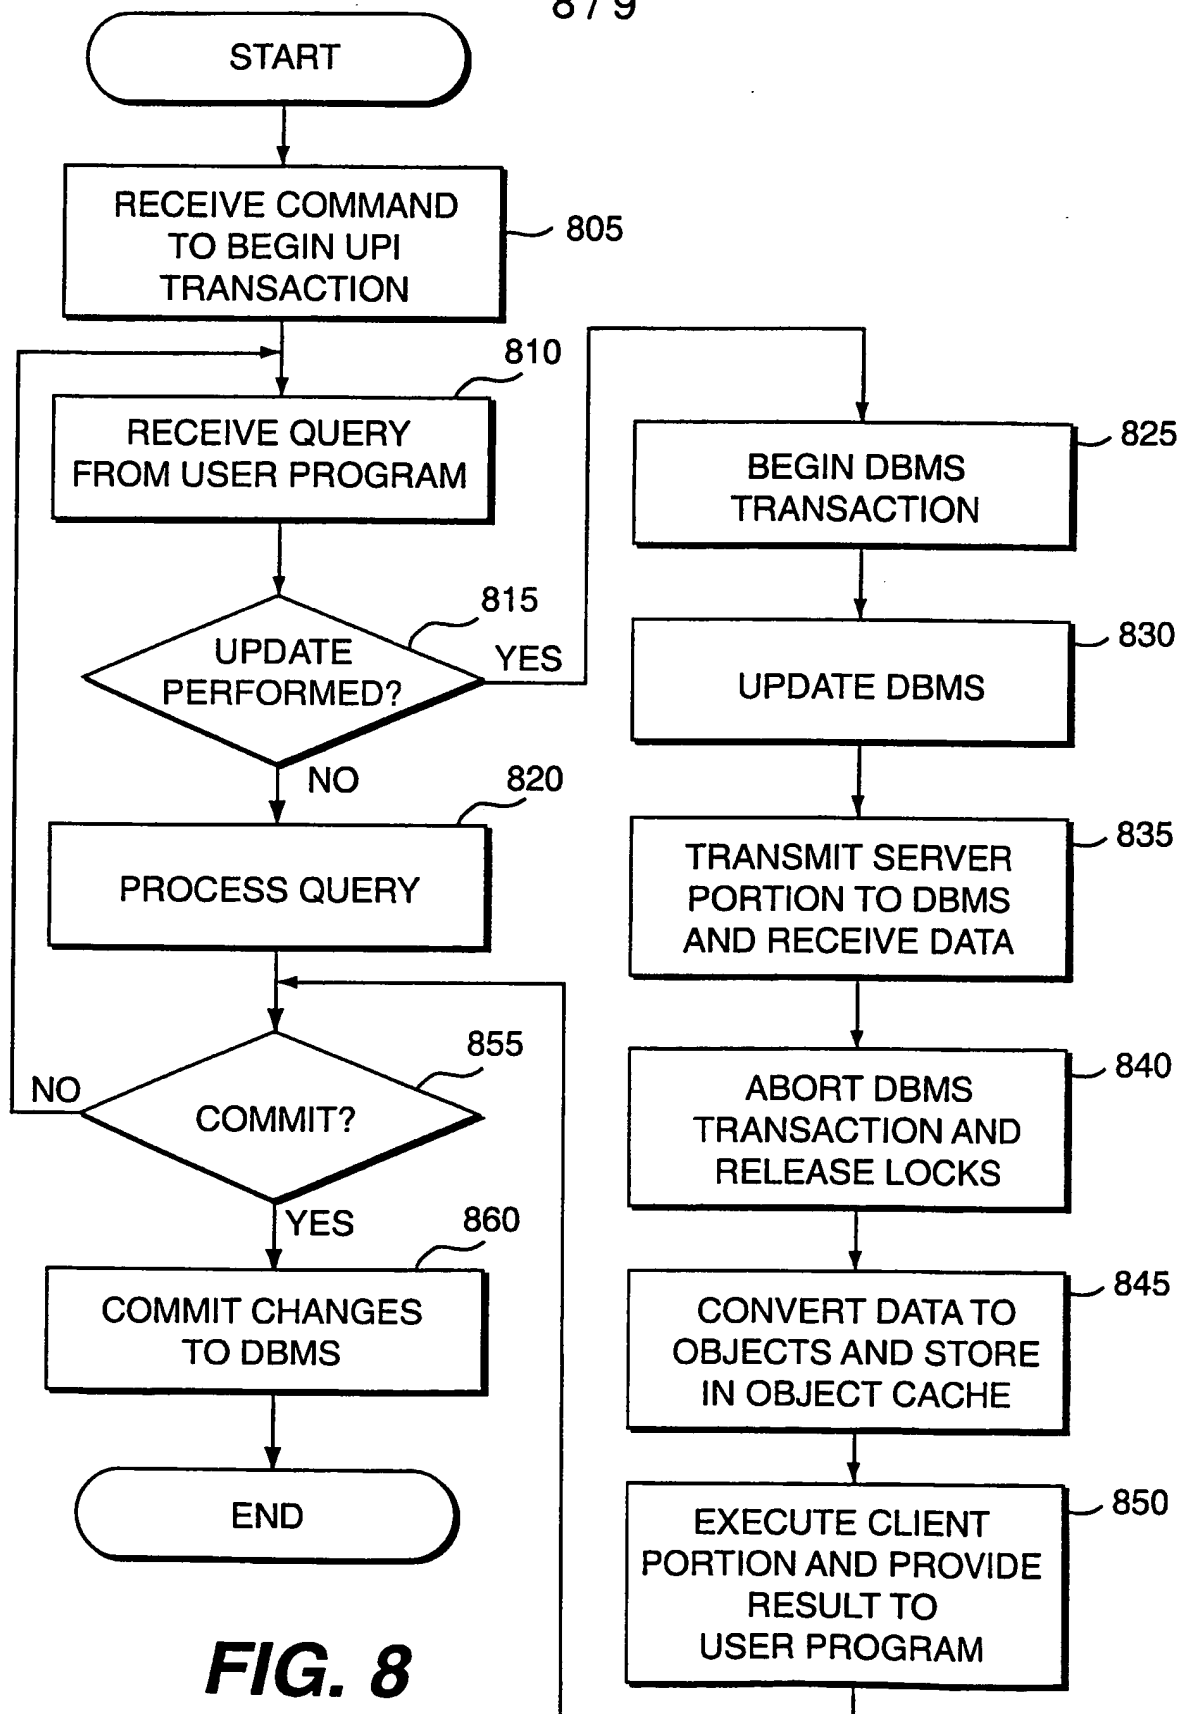 8/9
START
RECEIVE COMMAND
TO BEGIN UPI
TRANSACTION
805
810
RECEIVE QUERY
FROM USER PROGRAM
815
UPDATE
PERFORMED?
YES
NO
820
PROCESS QUERY
855
COMMIT?
NO
YES
860
COMMIT CHANGES
TO DBMS
END
825
BEGIN DBMS
TRANSACTION
830
UPDATE DBMS
835
TRANSMIT SERVER
PORTION TO DBMS
AND RECEIVE DATA
840
ABORT DBMS
TRANSACTION AND
RELEASE LOCKS
845
CONVERT DATA TO
OBJECTS AND STORE
IN OBJECT CACHE
850
EXECUTE CLIENT
PORTION AND PROVIDE
RESULT TO
USER PROGRAM
FIG. 8